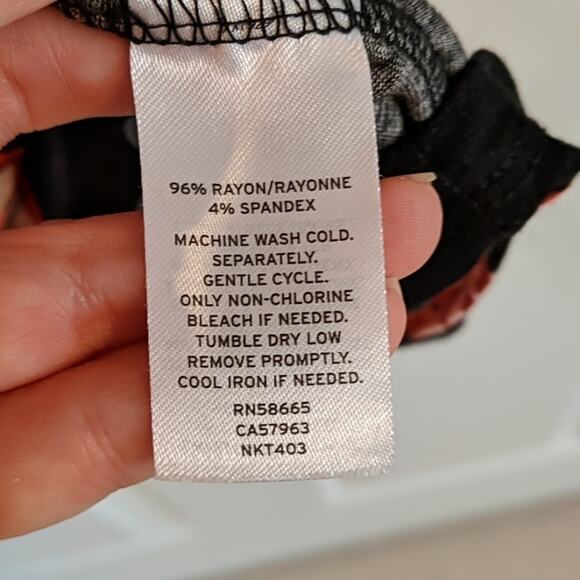 96% RAYON/RAYONNE
4% SPANDEX
MACHINE WASH COLD.
SEPARATELY.
GENTLE CYCLE.
ONLY NON-CHLORINE
BLEACH IF NEEDED.
TUMBLE DRY LOW
REMOVE PROMPTLY.
COOL IRON IF NEEDED.
RN58665
CA57963
NKT403